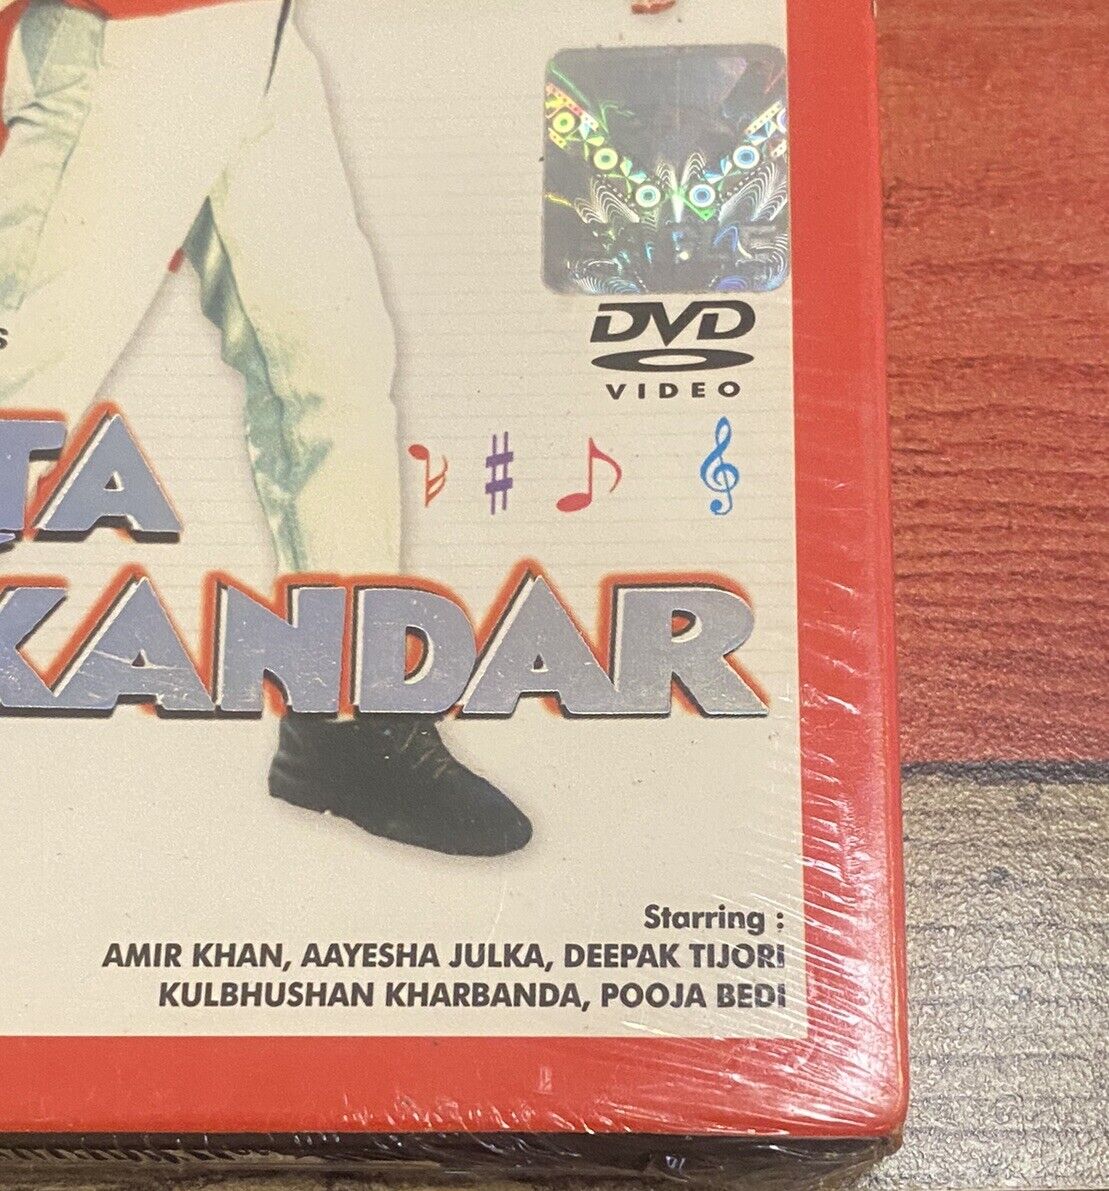 S
DVD
VIDEO
TA
KANDAR
Starring :
AMIR KHAN, AAYESHA JULKA, DEEPAK TIJORI
KULBHUSHAN KHARBANDA, POOJA BEDI